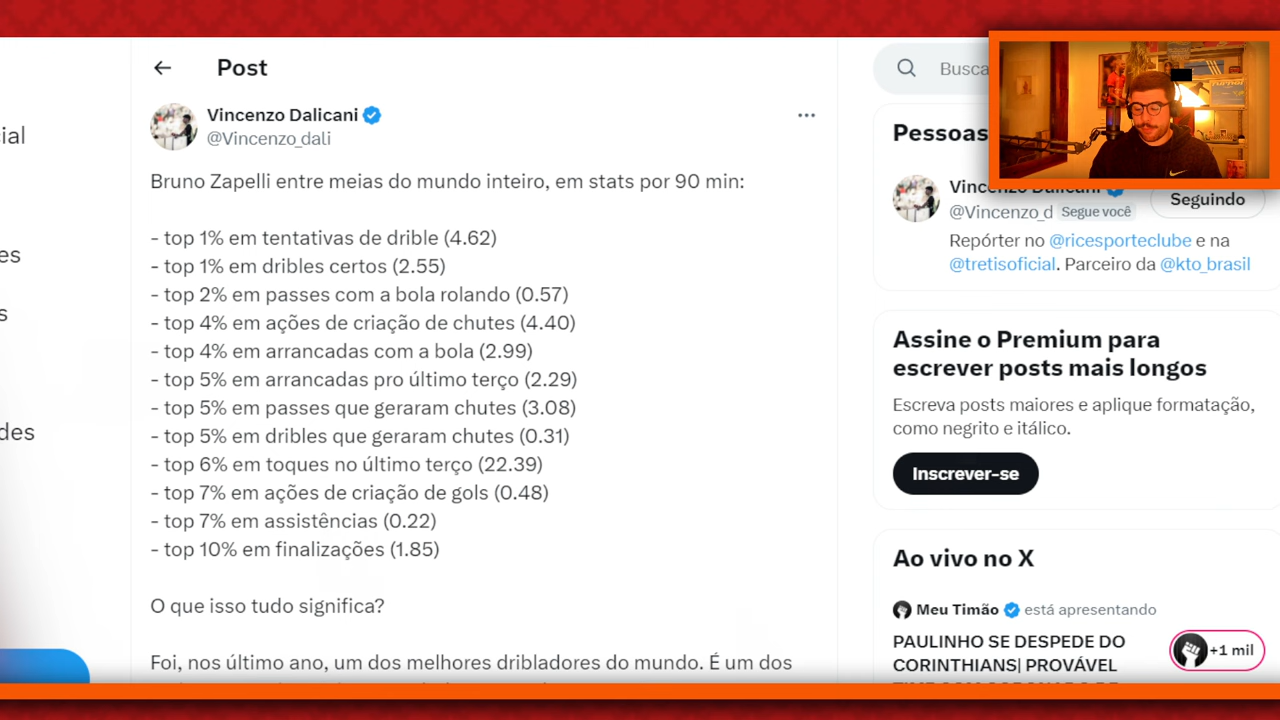 Post
Vincenzo Dalicani
@Vincenzo_dali
Bruno Zapelli entre meias do mundo inteiro, em stats por 90 min:
- top 1% em tentativas de drible (4.62)
- top 1% em dribles certos (2.55)
- top 2% em passes com a bola rolando (0.57)
- top 4% em ações de criação de chutes (4.40)
- top 4% em arrancadas com a bola (2.99)
- top 5% em arrancadas pro último terço (2.29)
- top 5% em passes que geraram chutes (3.08)
- top 5% em dribles que geraram chutes (0.31)
- top 6% em toques no último terço (22.39)
- top 7% em ações de criação de gols (0.48)
- top 7% em assistências (0.22)
- top 10% em finalizações (1.85)
O que isso tudo significa?
Foi, nos último ano, um dos melhores dribladores do mundo. É um dos
cial
es
s
des
Busca
Pessoas
Vincenzo Dalicani
@Vincenzo_d Segue você
Seguindo
Repórter no @ricesporteclube e na
@tretisoficial. Parceiro da @kto_brasil
Assine o Premium para
escrever posts mais longos
Escreva posts maiores e aplique formatação,
como negrito e itálico.
Inscrever-se
Ao vivo no X
Meu Timão está apresentando
PAULINHO SE DESPEDE DO
CORINTHIANS| PROVÁVEL
+1 mil